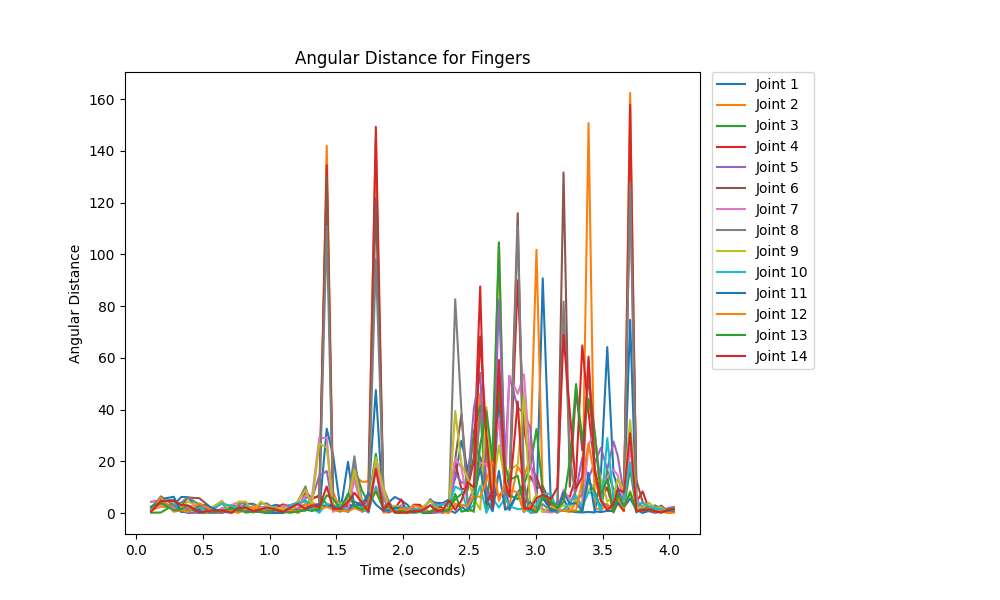 Angular Distance for Fingers
160
140
120
100
80
60
40
20
0
Angular Distance
0.0 0.5 1.0 1.5 2.0 2.5 3.0 3.5 4.0
Time (seconds)
Joint 1
Joint 2
Joint 3
Joint 4
Joint 5
Joint 6
Joint 7
Joint 8
Joint 9
Joint 10
Joint 11
Joint 12
Joint 13
Joint 14